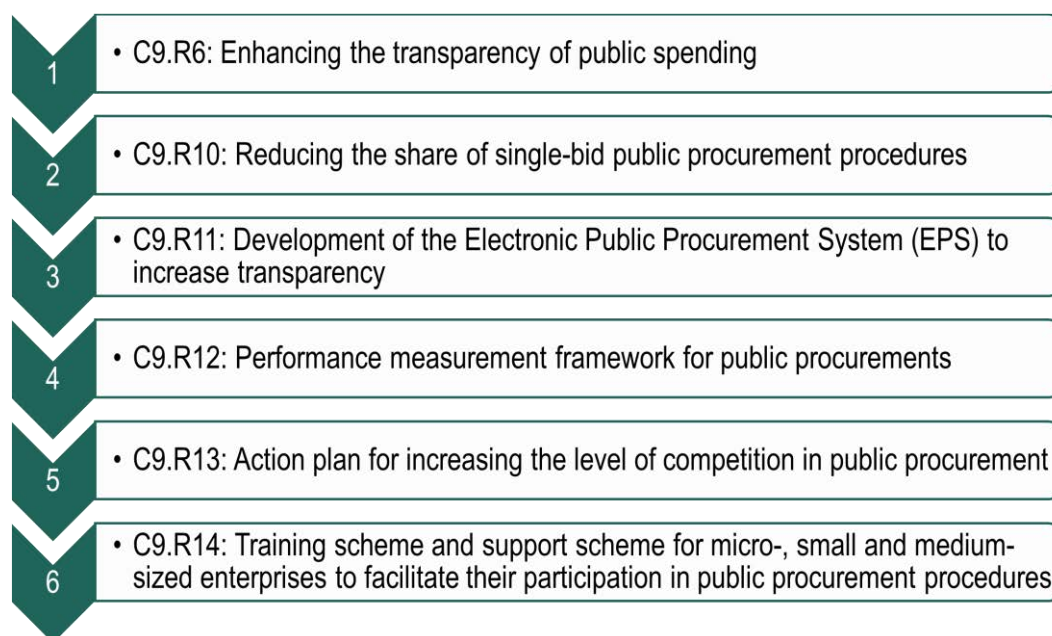 1
• C9.R6: Enhancing the transparency of public spending
2
• C9.R10: Reducing the share of single-bid public procurement procedures
3
• C9.R11: Development of the Electronic Public Procurement System (EPS) to
increase transparency
4
• C9.R12: Performance measurement framework for public procurements
5
• C9.R13: Action plan for increasing the level of competition in public procurement
6
• C9.R14: Training scheme and support scheme for micro-, small and medium-
sized enterprises to facilitate their participation in public procurement procedures